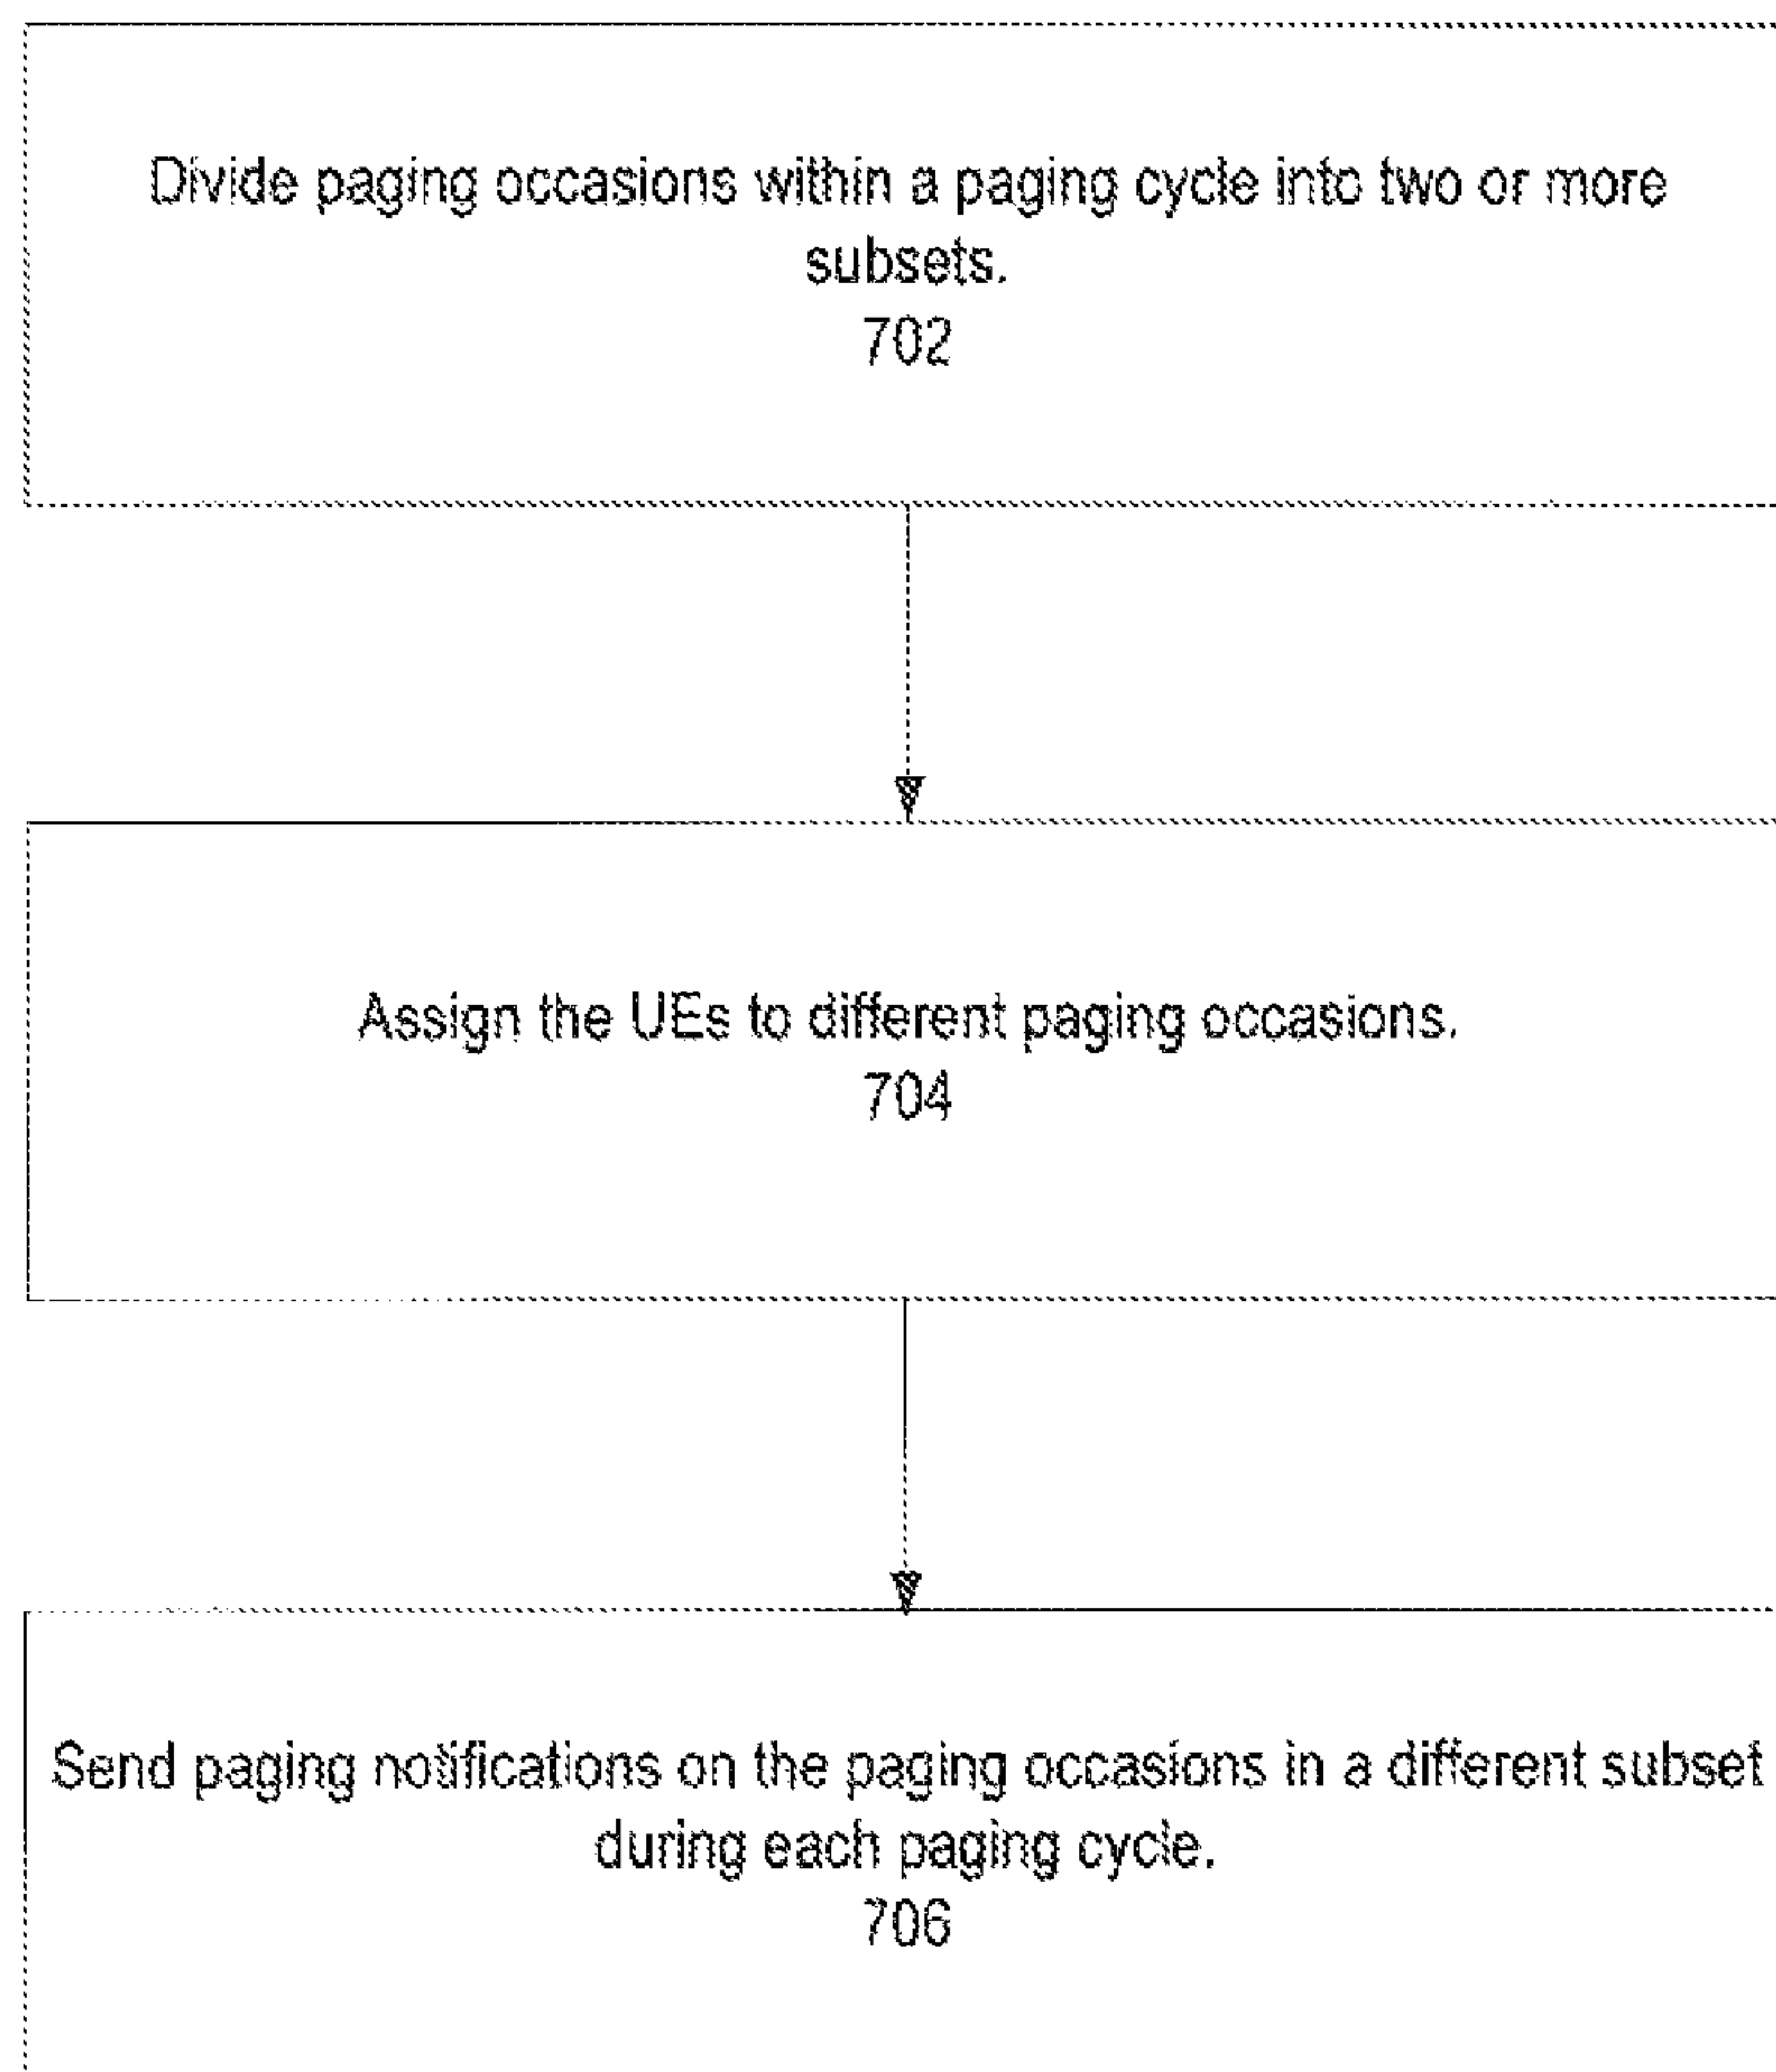 Divide paging occasions within a paging cycle into two or more
subsets.
702
Assign the UEs to different paging occasions.
704
Send paging notifications on the paging occasions in a different subset
during each paging cycle.
706